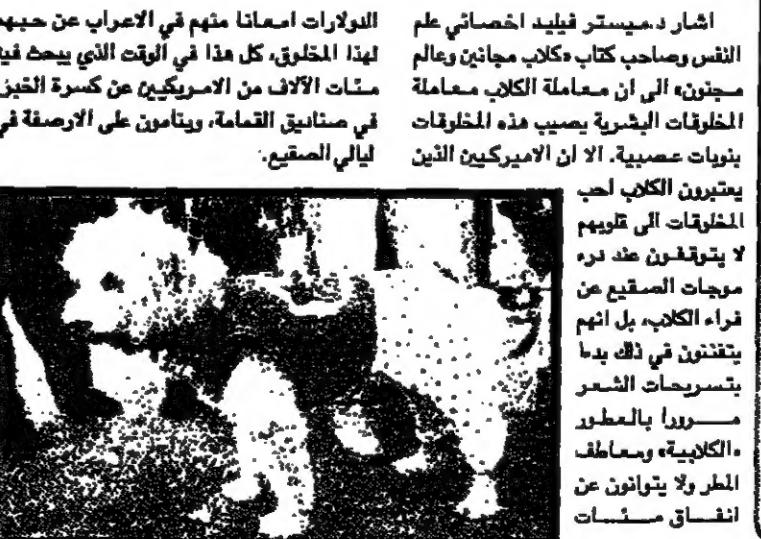 اشار د.ميستر فيليد اخصائي علم
النفس وصاحب كتاب «كلاب مجانين وعالم
مجنون» الى ان معاملة الكلاب معاملة
المخلوقات البشرية يصيب هذه المخلوقات
بنوبات عصبية. الا ان الاميركيين الذين
يعتبرون الكلاب احب
المخلوقات الى قلوبهم
لا يتوقفون عند درء
موجات الصقيع عن
فراء الكلاب، بل انهم
يتفننون في ذلك بدءا
بتسريحات الشعر
مرورا بالعطور
«الكلابية» ومعاطف
المطر ولا يتوانون عن
انفاق مئات
الدولارات امعانا منهم في الاعراب عن حبهم
لهذا المخلوق، كل هذا في الوقت الذي يبحث فيه
مئات الآلاف من الامريكيين عن كسرة الخبز
في صناديق القمامة، وينامون على الارصفة في
ليالي الصقيع.